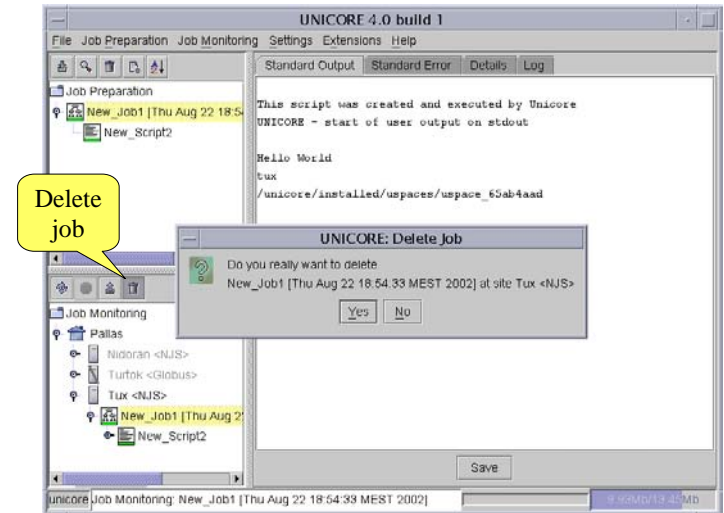 UNICORE 4.0 build 1
File Job Preparation Job Monitoring Settings Extensions Help
Standard Output Standard Error Details Log
Job Preparation
New_Job1 [Thu Aug 22 18:5
New_Script2
This script was created and executed by Unicore
UNICORE - start of user output on stdout
Hello World
tux
/unicore/installed/uspaces/uspace_65ab4aad
Delete
job
UNICORE: Delete Job
Do you really want to delete
New_Job1 [Thu Aug 22 18:54:33 MEST 2002] at site Tux <NJS>
Yes No
Job Monitoring
Pallas
Nidoran <NJS>
Turtok <Globus>
Tux <NJS>
New_Job1 [Thu Aug 2
New_Script2
Save
unicore Job Monitoring: New_Job1 [Thu Aug 22 18:54:33 MEST 2002]